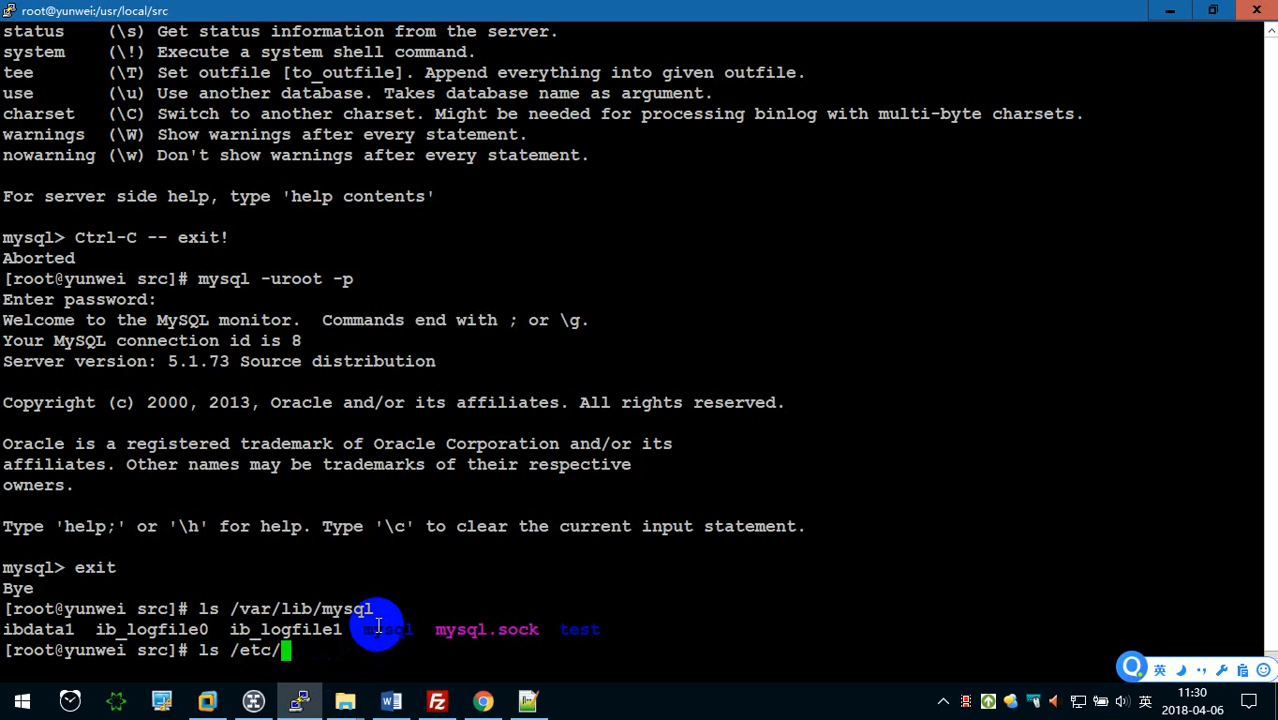 root@yunwei:/usr/local/src
status    (\s) Get status information from the server.
system    (\!) Execute a system shell command.
tee       (\T) Set outfile [to_outfile]. Append everything into given outfile.
use       (\u) Use another database. Takes database name as argument.
charset   (\C) Switch to another charset. Might be needed for processing binlog with multi-byte charsets.
warnings  (\W) Show warnings after every statement.
nowarning (\w) Don't show warnings after every statement.
For server side help, type 'help contents'
mysql> Ctrl-C -- exit!
Aborted
[root@yunwei src]# mysql -uroot -p
Enter password:
Welcome to the MySQL monitor.  Commands end with ; or \g.
Your MySQL connection id is 8
Server version: 5.1.73 Source distribution
Copyright (c) 2000, 2013, Oracle and/or its affiliates. All rights reserved.
Oracle is a registered trademark of Oracle Corporation and/or its
affiliates. Other names may be trademarks of their respective
owners.
Type 'help;' or '\h' for help. Type '\c' to clear the current input statement.
mysql> exit
Bye
[root@yunwei src]# ls /var/lib/mysql
ibdata1  ib_logfile0  ib_logfile1  mysql  mysql.sock  test
[root@yunwei src]# ls /etc/
英
英
11:30
2018-04-06